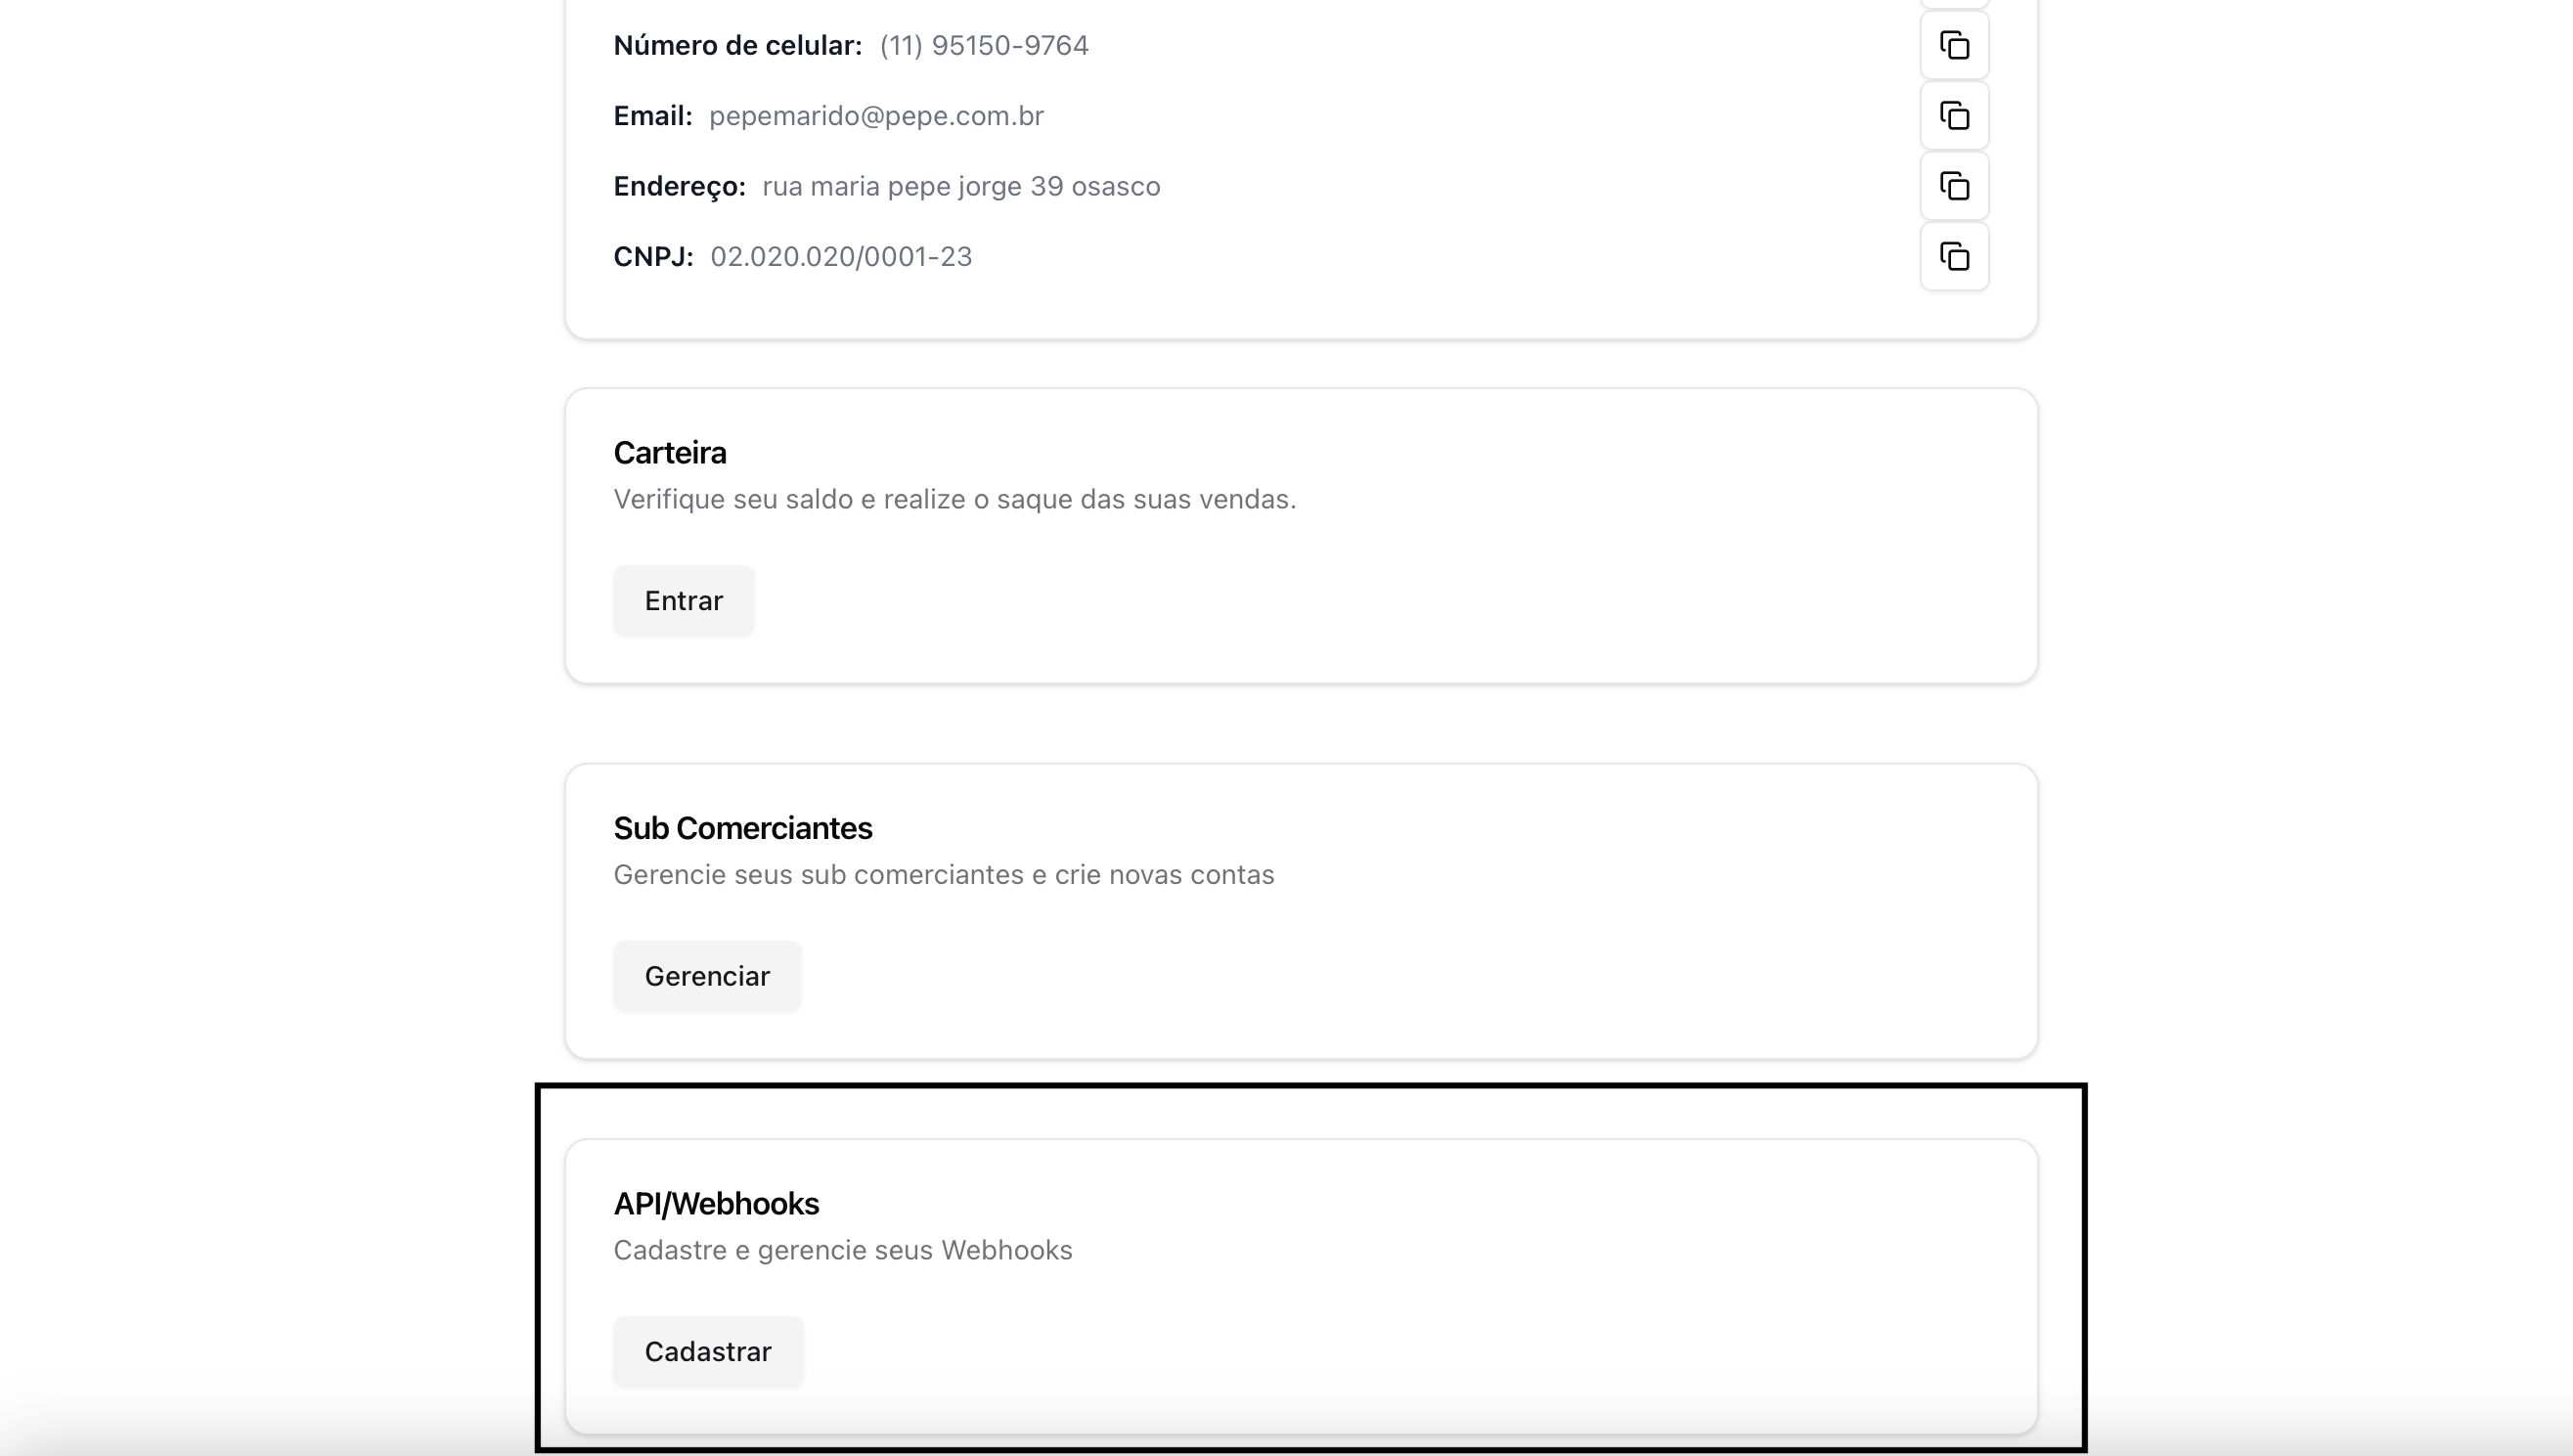 Número de celular: (11) 95150-9764
Email: pepemarido@pepe.com.br
Endereço: rua maria pepe jorge 39 osasco
CNPJ: 02.020.020/0001-23
Carteira
Verifique seu saldo e realize o saque das suas vendas.
Entrar
Sub Comerciantes
Gerencie seus sub comerciantes e crie novas contas
Gerenciar
API/Webhooks
Cadastre e gerencie seus Webhooks
Cadastrar